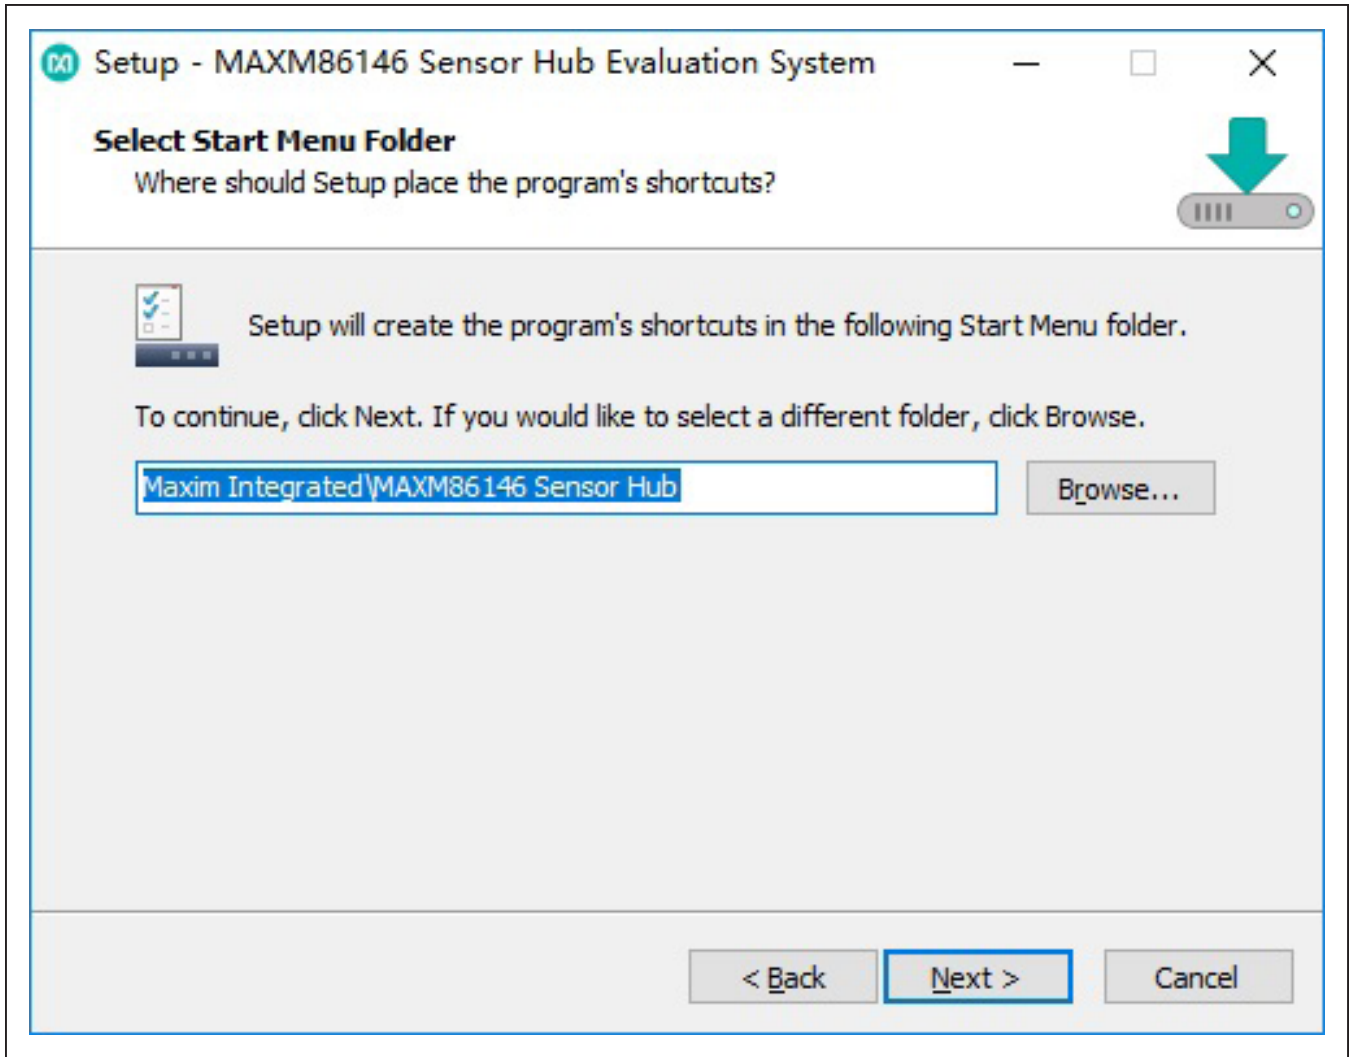 Setup - MAXM86146 Sensor Hub Evaluation System
Select Start Menu Folder
Where should Setup place the program's shortcuts?
Setup will create the program's shortcuts in the following Start Menu folder.
To continue, click Next. If you would like to select a different folder, click Browse.
Maxim Integrated\MAXM86146 Sensor Hub
Browse...
< Back
Next >
Cancel